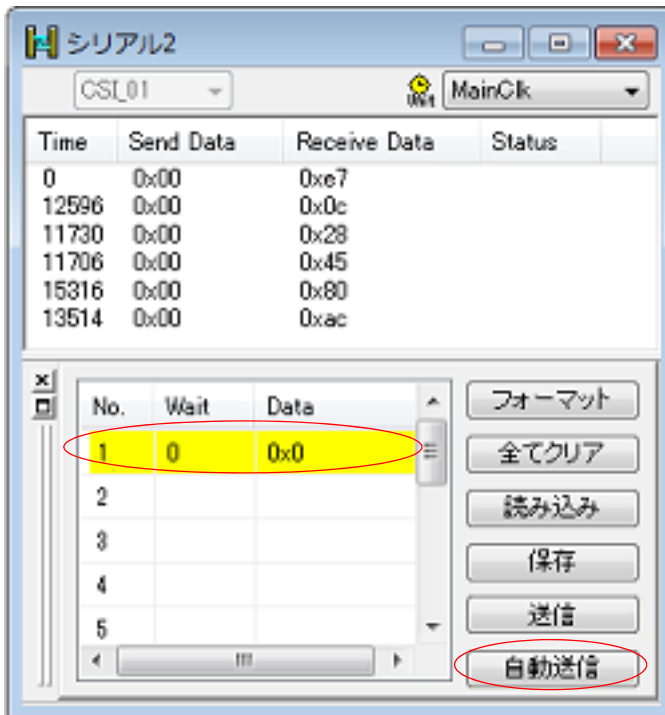 シリアル2
CSI_01 Unit MainClk
Time Send Data Receive Data Status
0 0x00 0xe7
12596 0x00 0x0c
11730 0x00 0x28
11706 0x00 0x45
15316 0x00 0x80
13514 0x00 0xac
No. Wait Data
1 0 0x0
2
3
4
5
フォーマット
全てクリア
読み込み
保存
送信
自動送信